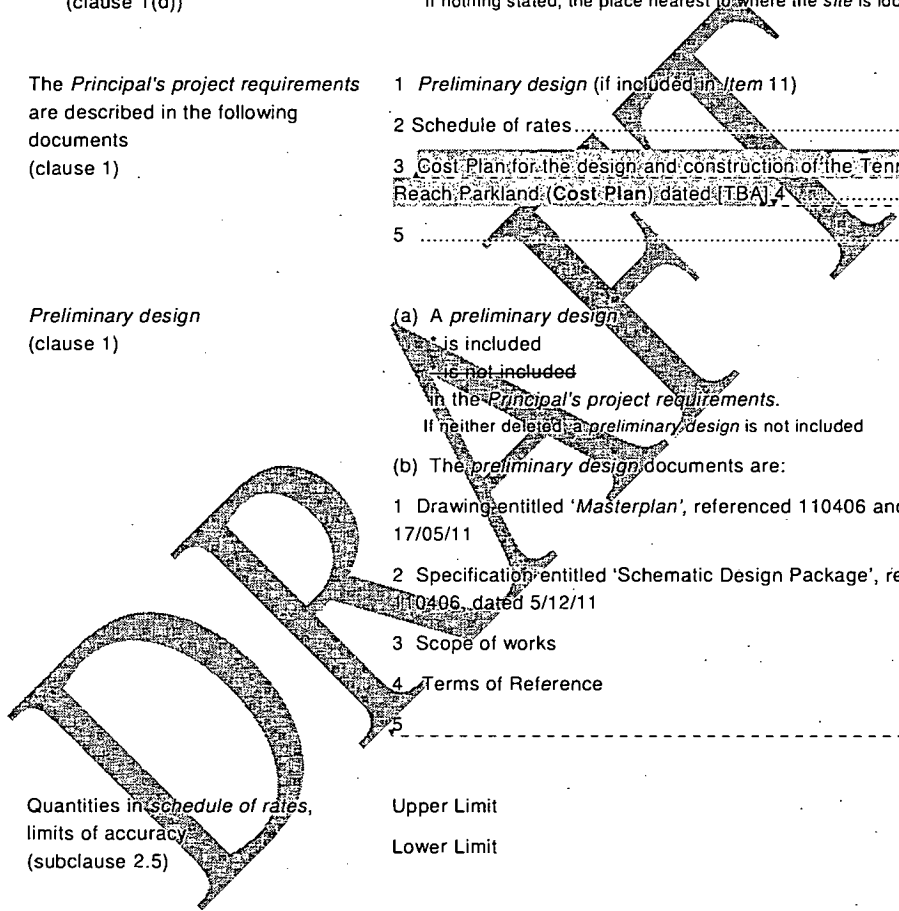 (clause 1(d))
If nothing stated, the place nearest to where the site is
The Principal's project requirements
are described in the following
documents
(clause 1)
1 Preliminary design (if included in Item 11)
2 Schedule of rates
3 Cost Plan for the design and construction of the
Reach Parkland (Cost Plan) dated [TBA] 4
5
Preliminary design
(clause 1)
(a) A preliminary design
* is included
* is not included
in the Principal's project requirements.
If neither deleted, a preliminary design is not included
(b) The preliminary design documents are:
1 Drawing entitled 'Masterplan', referenced 110406 and
17/05/11
2 Specification entitled 'Schematic Design Package',
110406, dated 5/12/11
3 Scope of works
4 Terms of Reference
5
Quantities in schedule of rates,
limits of accuracy
(subclause 2.5)
Upper Limit
Lower Limit
DRAFT